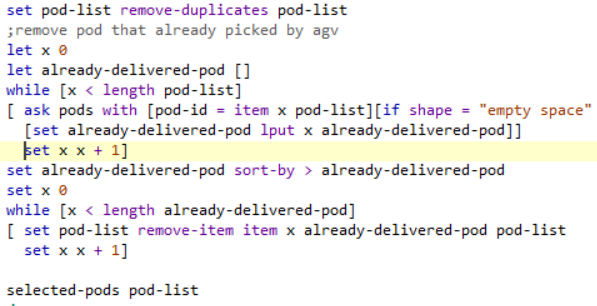 set pod-list remove-duplicates pod-list
;remove pod that already picked by agv
let x 0
let already-delivered-pod []
while [x < length pod-list]
[ ask pods with [pod-id = item x pod-list][if shape = "empty space"
[set already-delivered-pod lput x already-delivered-pod]]
set x x + 1]
set already-delivered-pod sort-by > already-delivered-pod
set x 0
while [x < length already-delivered-pod]
[ set pod-list remove-item item x already-delivered-pod pod-list
set x x + 1]
selected-pods pod-list